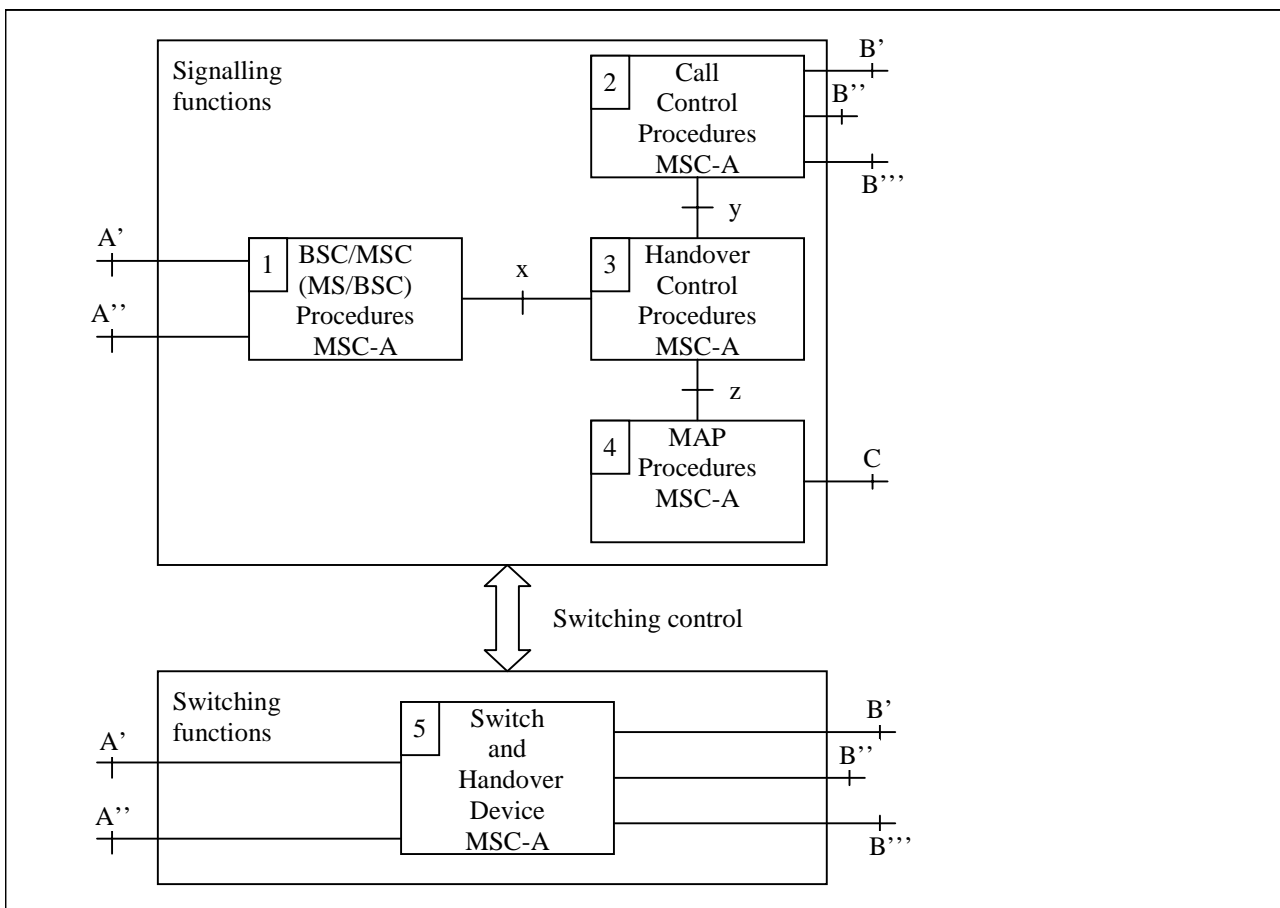 Signalling
functions
2
Call
Control
Procedures
MSC-A
B'
B’’
B’’’
y
A'
A’’
1
BSC/MSC
(MS/BSC)
Procedures
MSC-A
x
3
Handover
Control
Procedures
MSC-A
z
4
MAP
Procedures
MSC-A
C
Switching control
Switching
functions
A'
A’’
5
Switch
and
Handover
Device
MSC-A
B'
B’’
B’’’